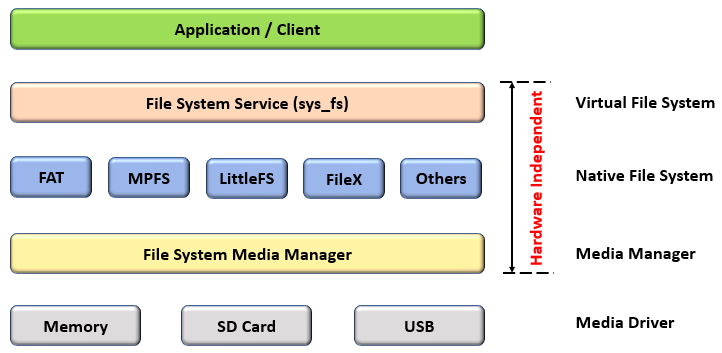 Application / Client
File System Service (sys_fs)
Virtual File System
Hardware Independent
FAT
MPFS
LittleFS
FileX
Others
Native File System
File System Media Manager
Media Manager
Memory
SD Card
USB
Media Driver